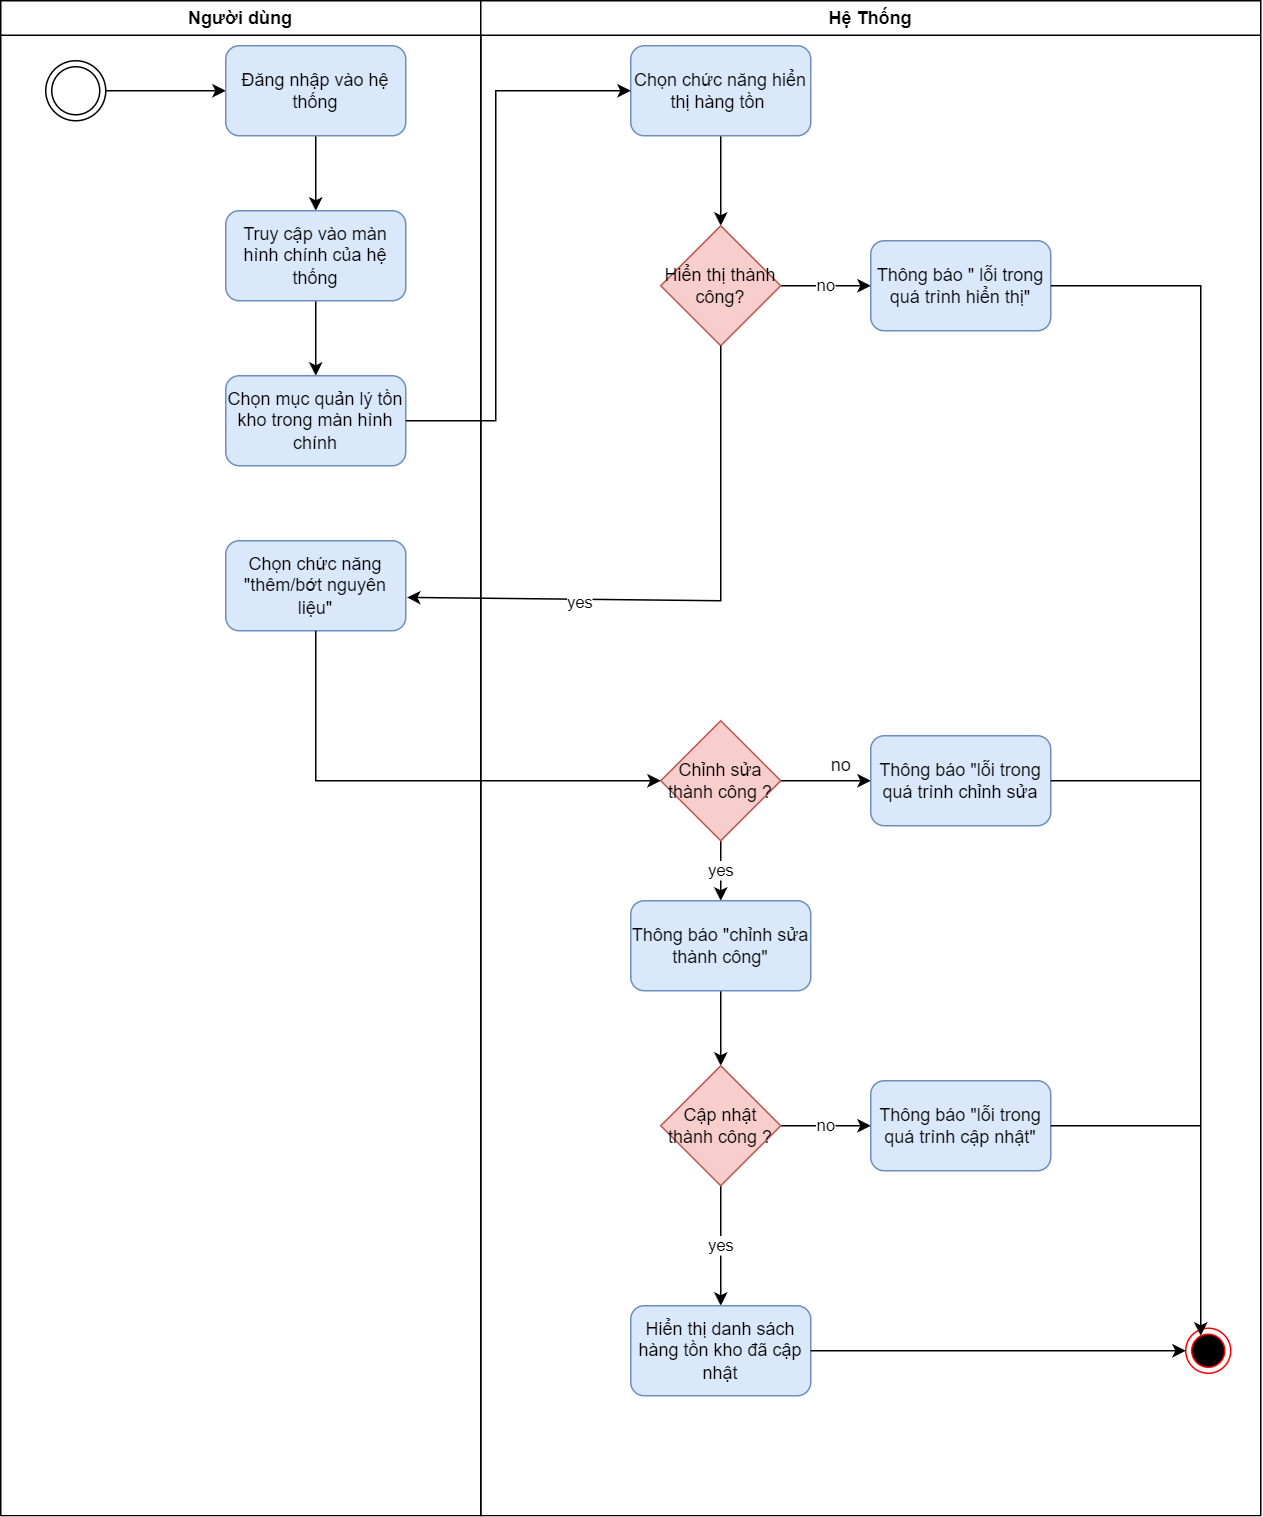 Người dùng
Hệ Thống
Đăng nhập vào hệ
thống
Chọn chức năng hiển
thị hàng tồn
Truy cập vào màn
hình chính của hệ
thống
Hiển thị thành
công?
no
Thông báo " lỗi trong
quá trình hiển thị"
Chọn mục quản lý tồn
kho trong màn hình
chính
Chọn chức năng
"thêm/bớt nguyên
liệu"
yes
Chỉnh sửa
thành công ?
no
Thông báo "lỗi trong
quá trình chỉnh sửa
yes
Thông báo "chỉnh sửa
thành công"
Cập nhật
thành công ?
no
Thông báo "lỗi trong
quá trình cập nhật"
yes
Hiển thị danh sách
hàng tồn kho đã cập
nhật